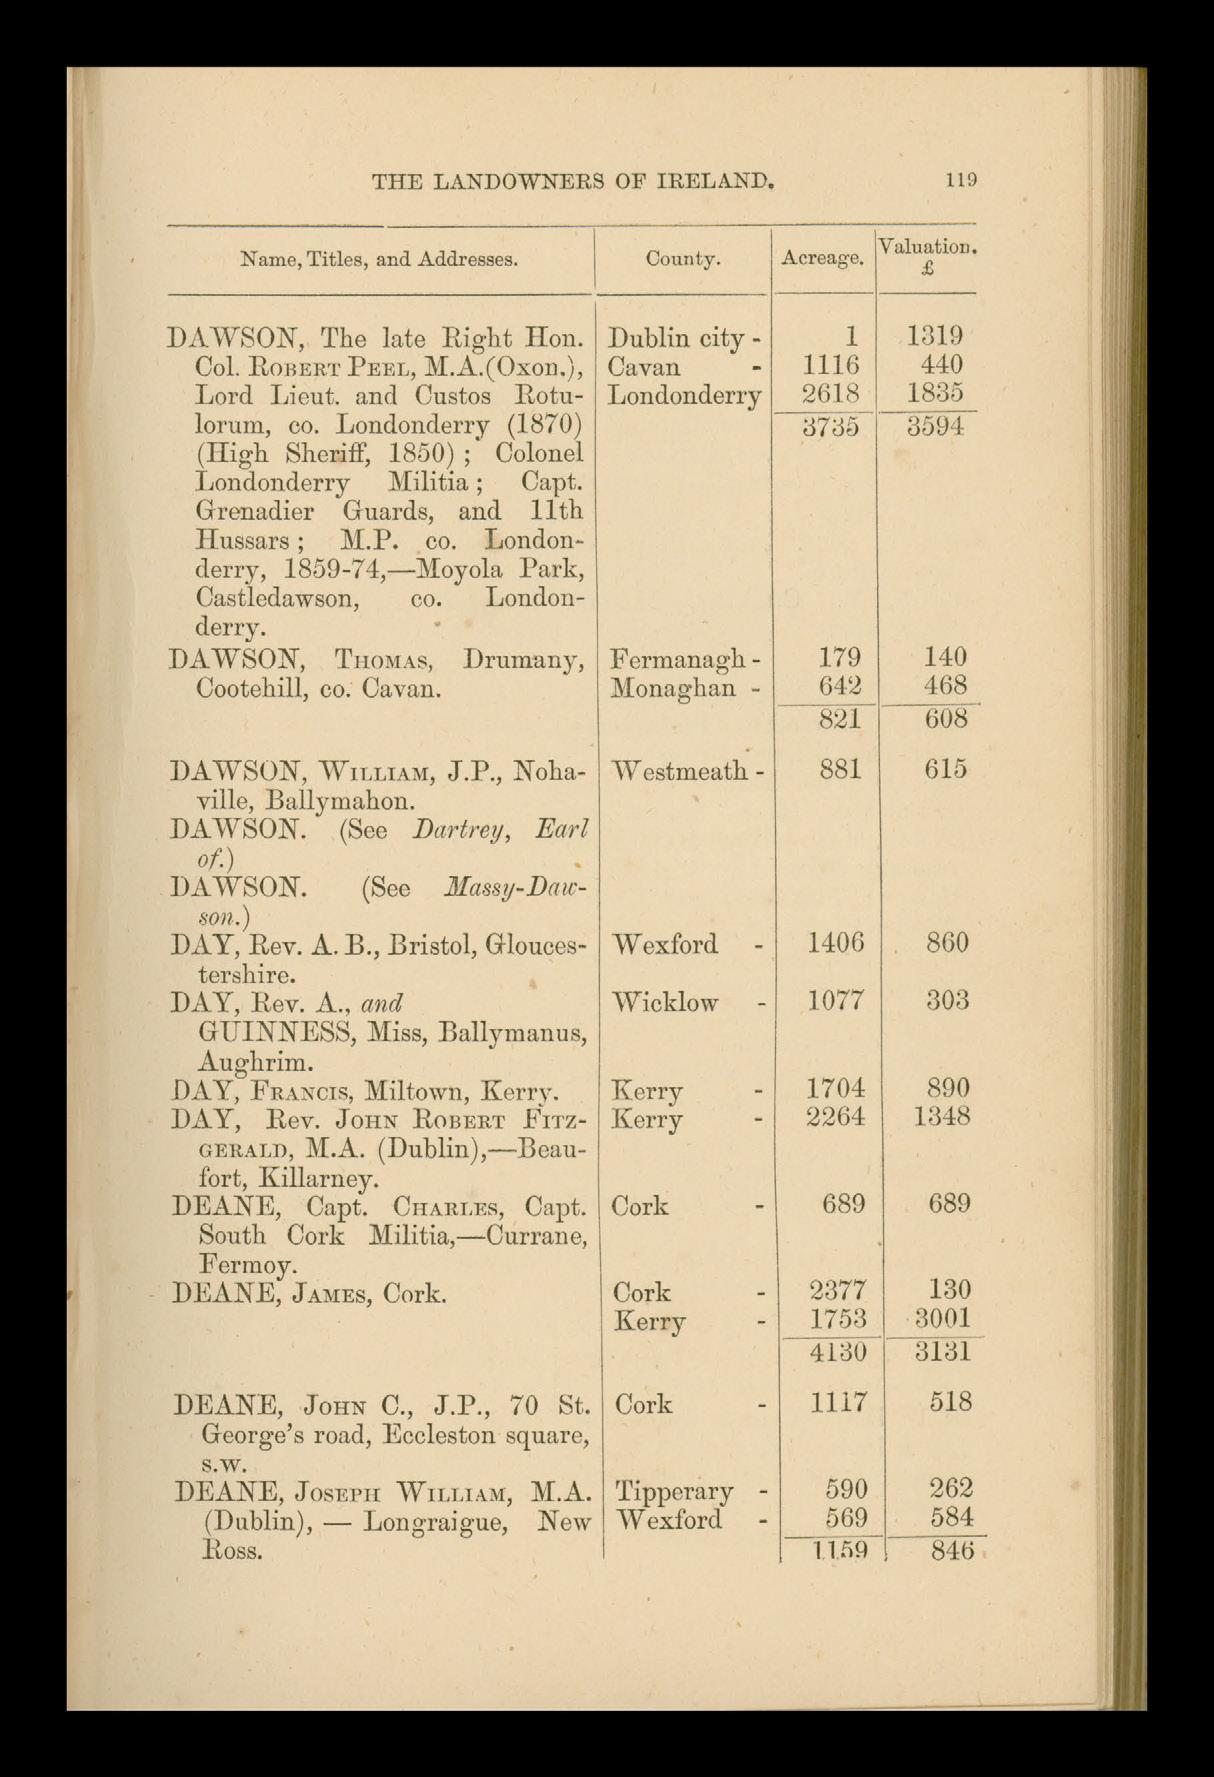 THE LANDOWNERS OF IRELAND. 119
Name, Titles, and Addresses. County. Acreage. Valuation. £
DAWSON, The late Right Hon. Dublin city - 1 1319
Col. ROBERT PEEL, M.A.(Oxon.), Cavan - 1116 440
Lord Lieut. and Custos Rotu- Londonderry 2618 1835
lorum, co. Londonderry (1870) 3735 3594
(High Sheriff, 1850) ; Colonel
Londonderry Militia ; Capt.
Grenadier Guards, and 11th
Hussars ; M.P. co. London-
derry, 1859-74,—Moyola Park,
Castledawson, co. London-
derry.
DAWSON, THOMAS, Drumany, Fermanagh - 179 140
Cootehill, co. Cavan. Monaghan - 642 468
821 608
DAWSON, WILLIAM, J.P., Noha- Westmeath - 881 615
ville, Ballymahon.
DAWSON. (See Dartrey, Earl
of.)
DAWSON. (See Massy-Daw-
son.)
DAY, Rev. A. B., Bristol, Glouces- Wexford - 1406 860
tershire.
DAY, Rev. A., and Wicklow - 1077 303
GUINNESS, Miss, Ballymanus,
Aughrim.
DAY, FRANCIS, Miltown, Kerry. Kerry - 1704 890
DAY, Rev. JOHN ROBERT FITZ- Kerry - 2264 1348
GERALD, M.A. (Dublin),—Beau-
fort, Killarney.
DEANE, Capt. CHARLES, Capt. Cork - 689 689
South Cork Militia,—Currane,
Fermoy.
DEANE, JAMES, Cork. Cork - 2377 130
Kerry - 1753 3001
4130 3131
DEANE, JOHN C., J.P., 70 St. Cork - 1117 518
George's road, Eccleston square,
S.W.
DEANE, JOSEPH WILLIAM, M.A. Tipperary - 590 262
(Dublin), — Longraigue, New Wexford - 569 584
Ross. 1159 846